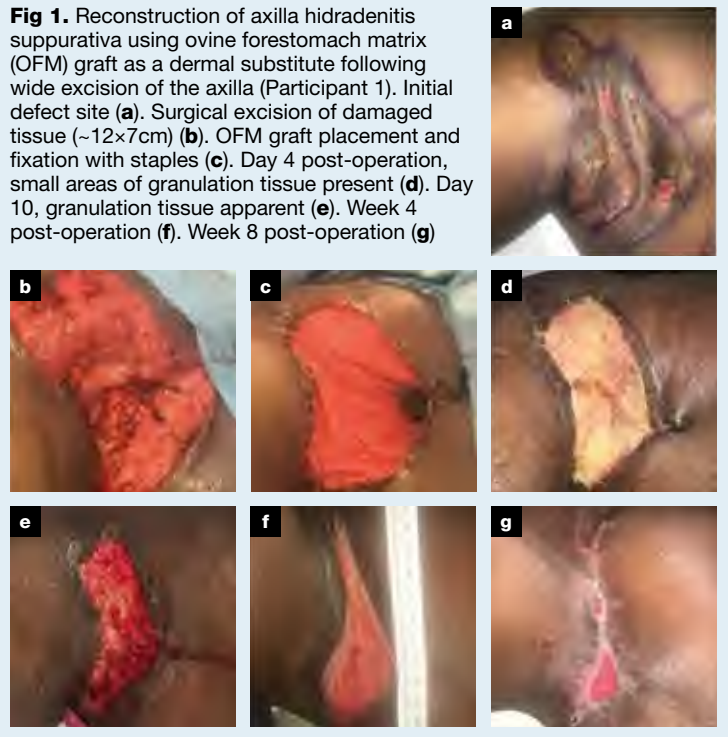 Fig 1. Reconstruction of axilla hidradenitis
suppurativa using ovine forestomach matrix
(OFM) graft as a dermal substitute following
wide excision of the axilla (Participant 1). Initial
defect site (a). Surgical excision of damaged
tissue (~12×7cm) (b). OFM graft placement and
fixation with staples (c). Day 4 post-operation,
small areas of granulation tissue present (d). Day
10, granulation tissue apparent (e). Week 4
post-operation (f). Week 8 post-operation (g)
a
b
c
d
e
f
g